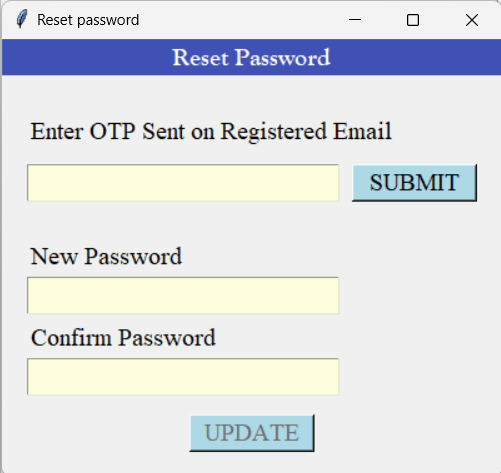 Reset password
Reset Password
Enter OTP Sent on Registered Email
SUBMIT
New Password
Confirm Password
UPDATE